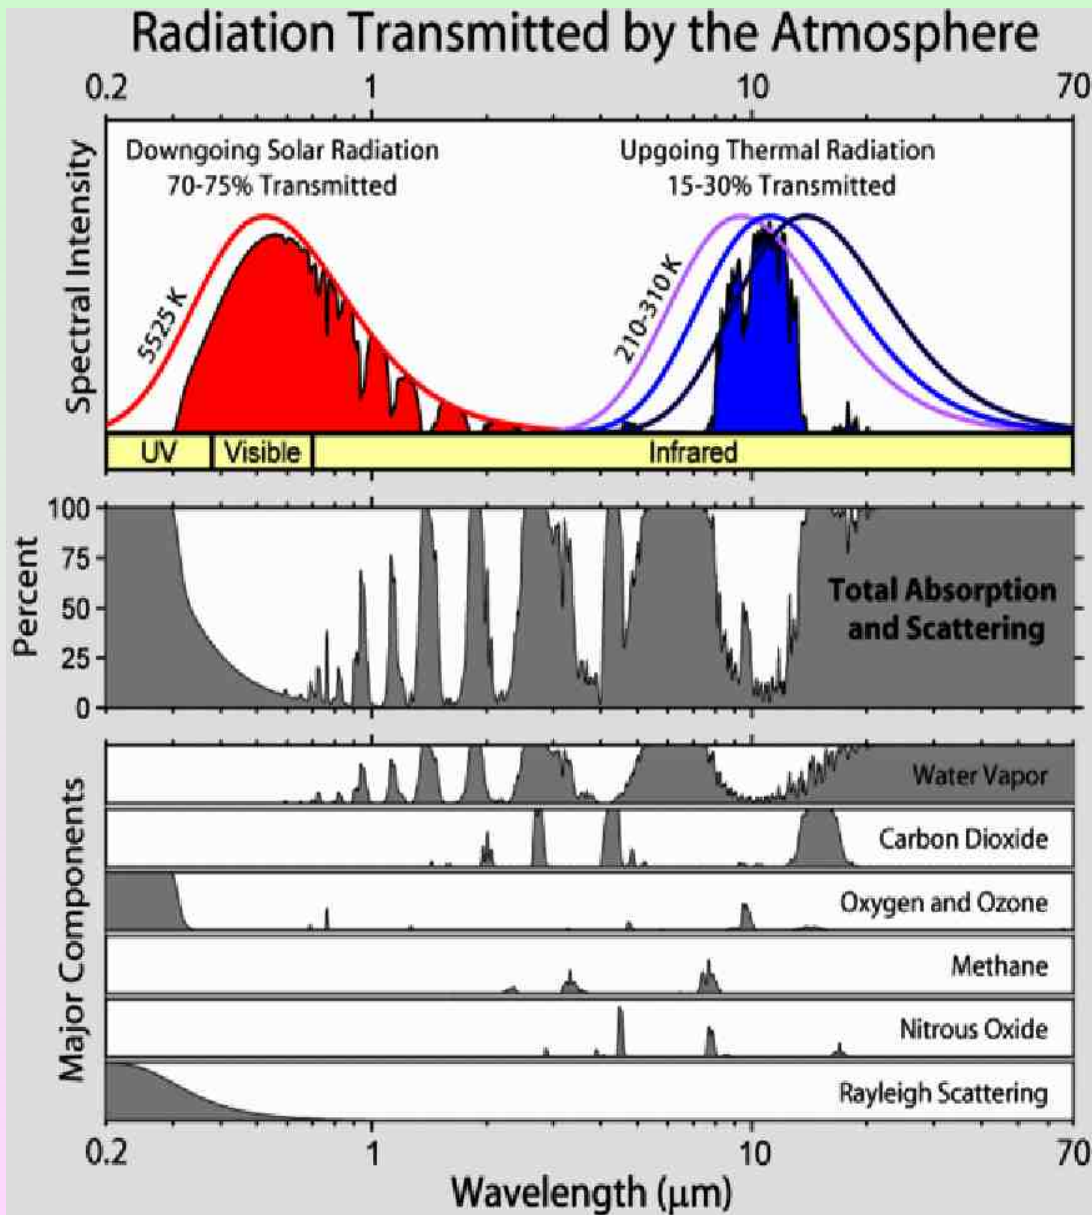 Radiation Transmitted by the Atmosphere
0.2 1 10 70
Spectral Intensity
Downgoing Solar Radiation
70-75% Transmitted
Upgoing Thermal Radiation
15-30% Transmitted
5525 K
210-310 K
UV Visible Infrared
Percent
100
75
50
25
0
Total Absorption
and Scattering
Major Components
Water Vapor
Carbon Dioxide
Oxygen and Ozone
Methane
Nitrous Oxide
Rayleigh Scattering
0.2 1 10 70
Wavelength (μm)